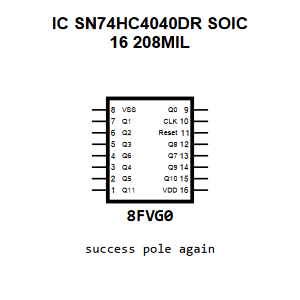 IC SN74HC4040DR SOIC
16 208MIL
8 VSS Q0 9
7 Q1 CLK 10
6 Q2 Reset 11
5 Q3 Q8 12
4 Q6 Q7 13
3 Q4 Q9 14
2 Q5 Q10 15
1 Q11 VDD 16
8FVG0
success pole again